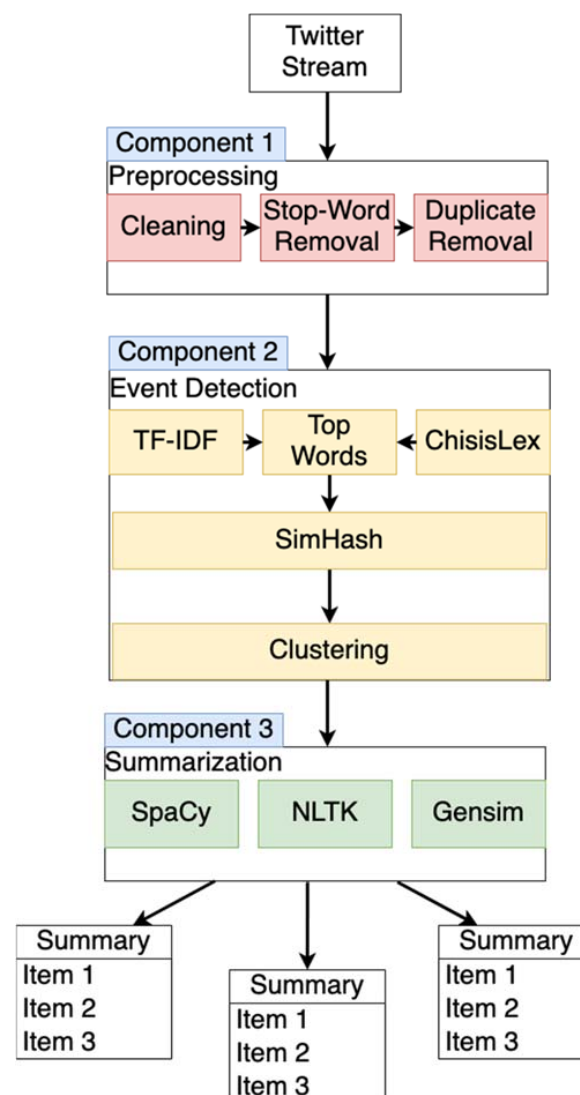 Twitter
Stream
Component 1
Preprocessing
Cleaning
Stop-Word
Removal
Duplicate
Removal
Component 2
Event Detection
TF-IDF
Top
Words
ChisisLex
SimHash
Clustering
Component 3
Summarization
SpaCy
NLTK
Gensim
Summary
Item 1
Item 2
Item 3
Summary
Item 1
Item 2
Item 3
Summary
Item 1
Item 2
Item 3